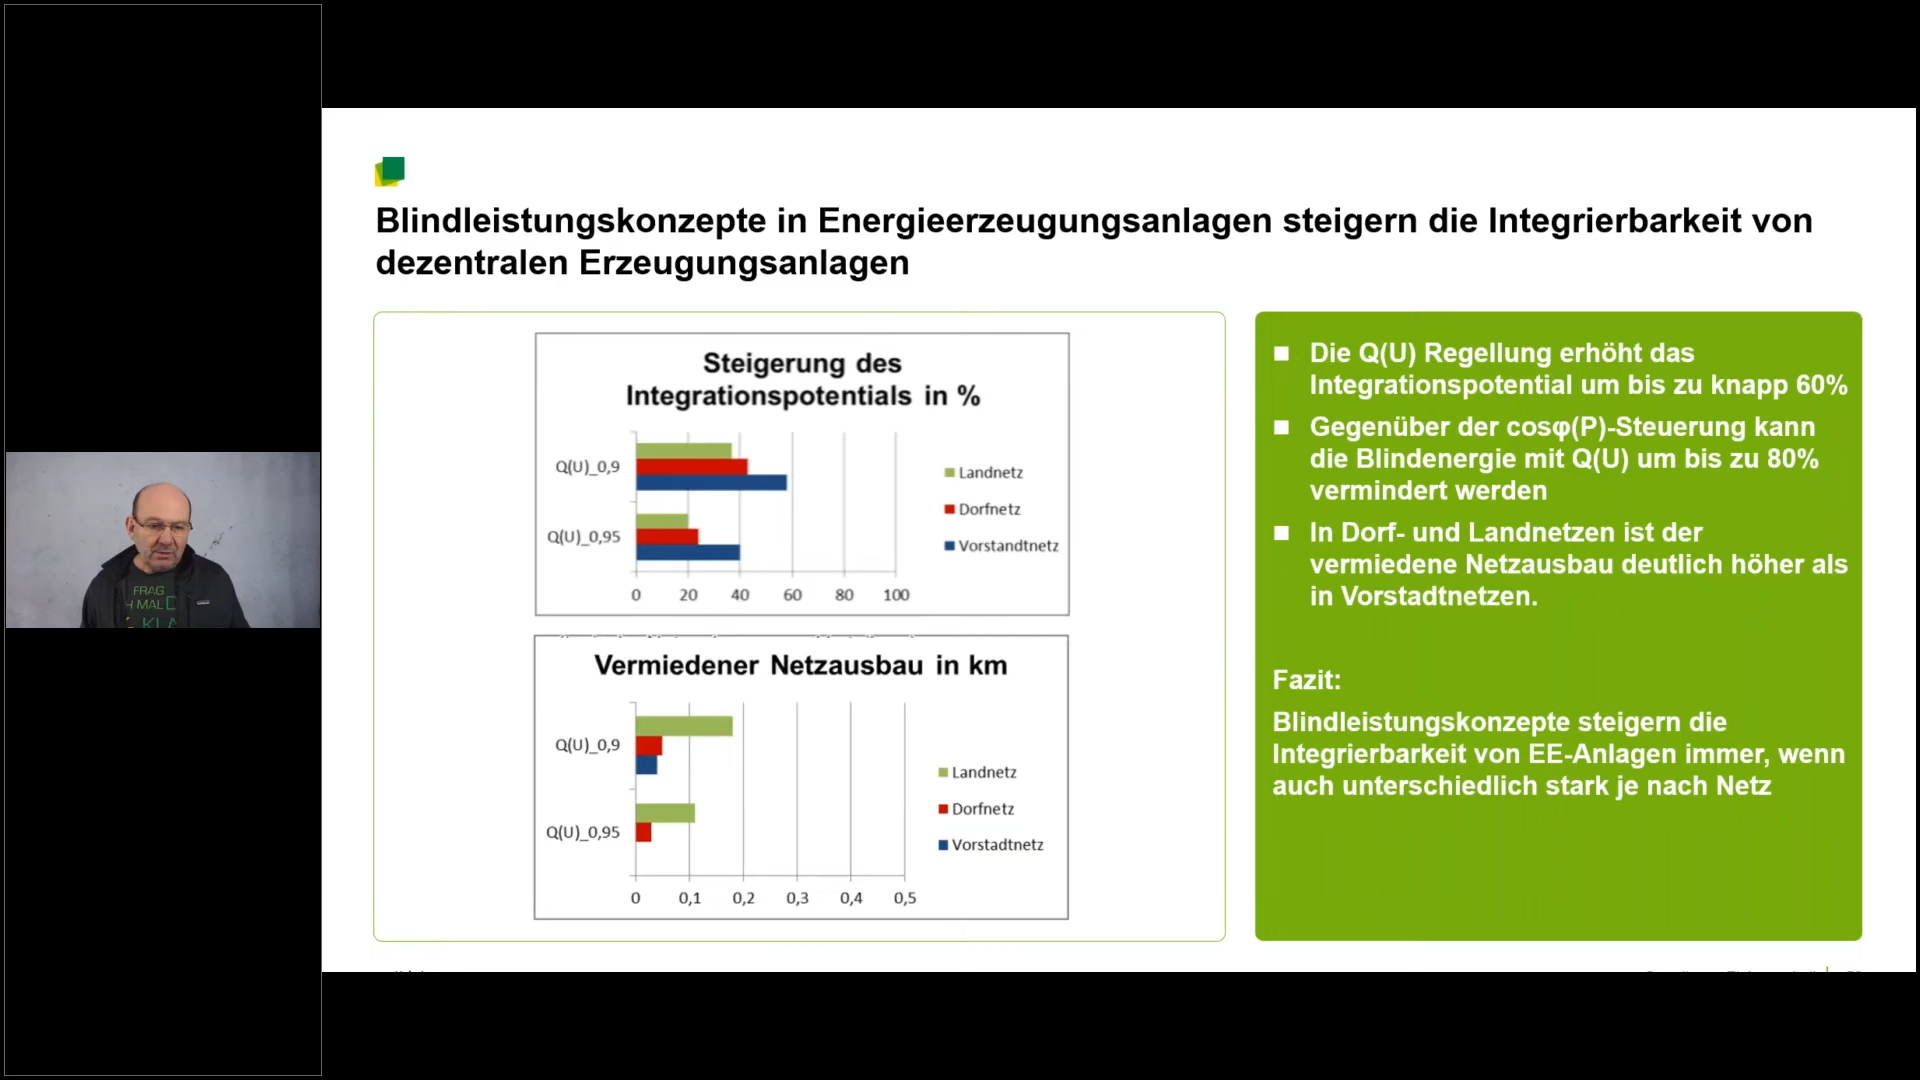 Blindleistungskonzepte in Energieerzeugungsanlagen steigern die Integrierbarkeit von
dezentralen Erzeugungsanlagen
Steigerung des
Integrationspotentials in %
Q(U)_0,9
Q(U)_0,95
0 20 40 60 80 100
Landnetz
Dorfnetz
Vorstandtnetz
Vermiedener Netzausbau in km
Q(U)_0,9
Q(U)_0,95
0 0,1 0,2 0,3 0,4 0,5
Landnetz
Dorfnetz
Vorstadtnetz
Die Q(U) Regellung erhöht das
Integrationspotential um bis zu knapp 60%
Gegenüber der cosφ(P)-Steuerung kann
die Blindenergie mit Q(U) um bis zu 80%
vermindert werden
In Dorf- und Landnetzen ist der
vermiedene Netzausbau deutlich höher als
in Vorstadtnetzen.
Fazit:
Blindleistungskonzepte steigern die
Integrierbarkeit von EE-Anlagen immer, wenn
auch unterschiedlich stark je nach Netz
FRAG
H MAL D
KLA